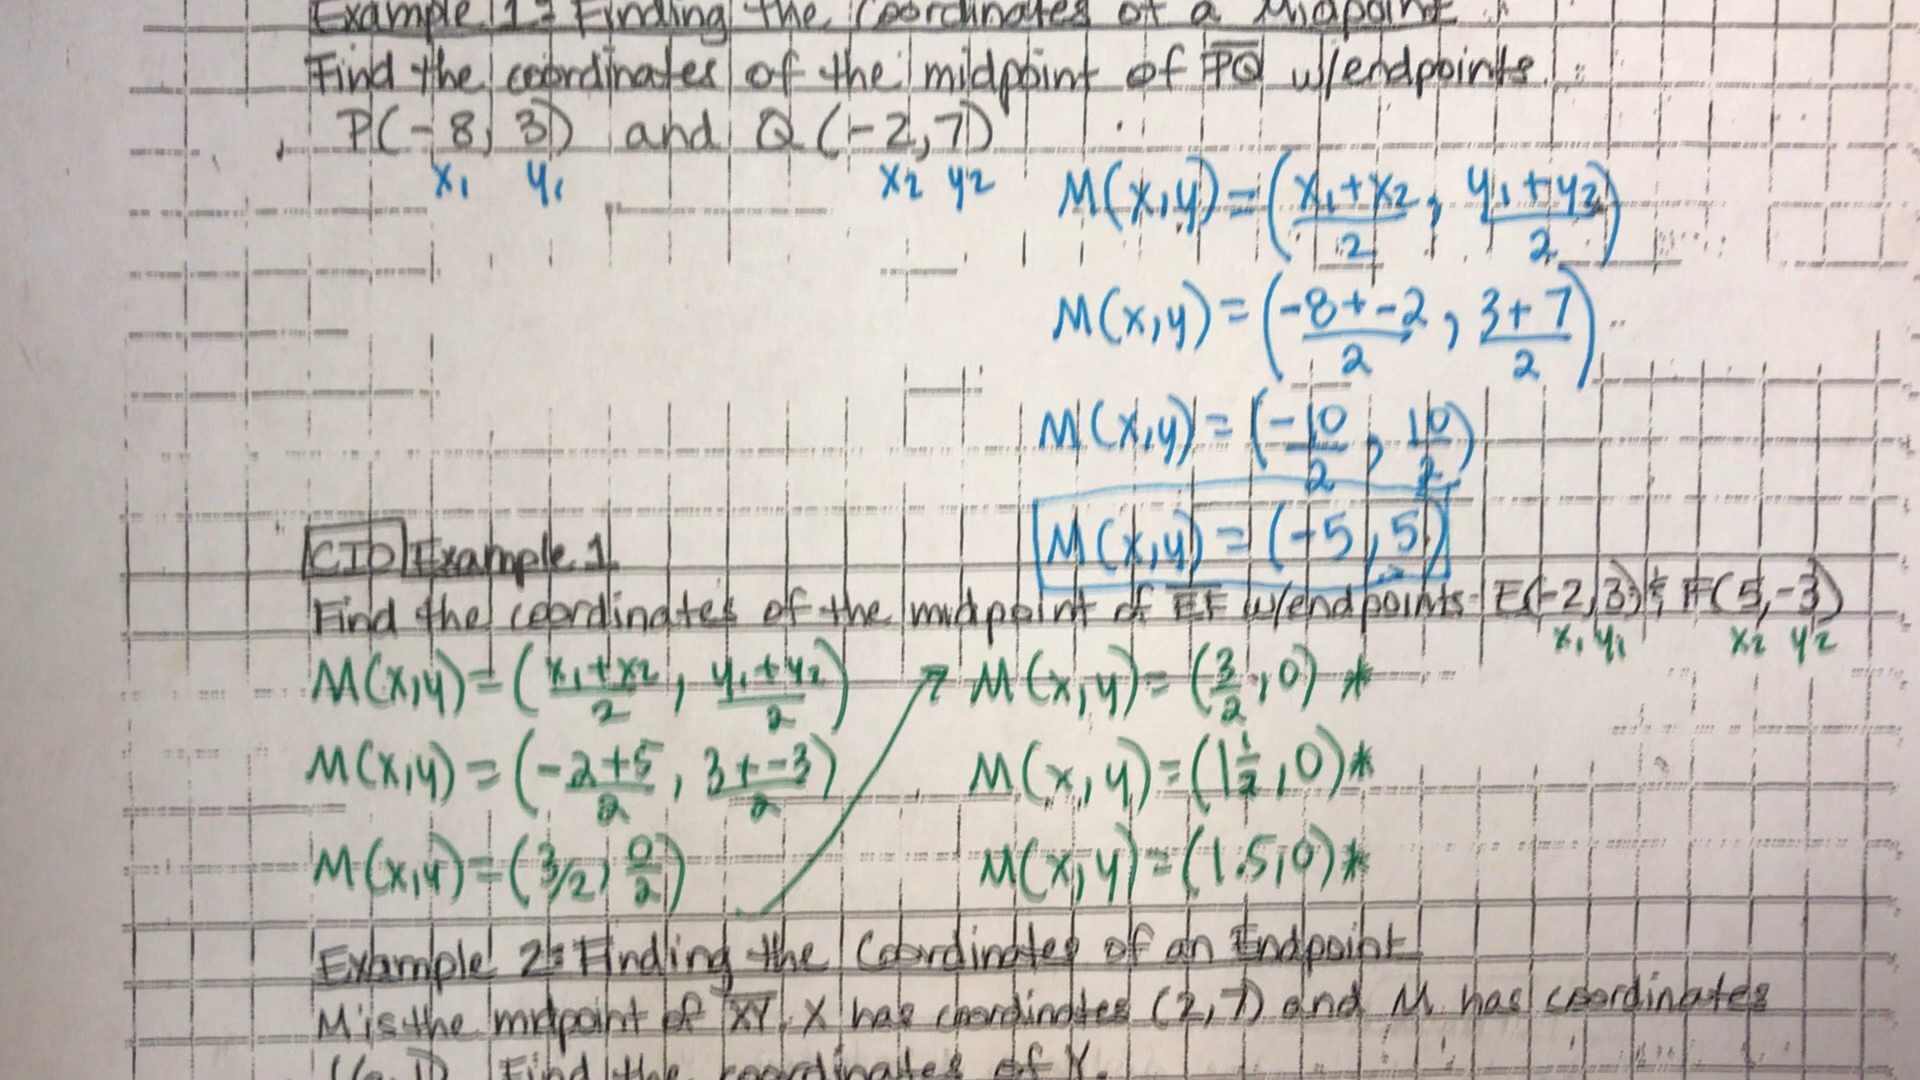 Example 1: Finding the Coordinates of a Midpoint
Find the coordinates of the midpoint of P̅Q̅ w/endpoints
P(-8, 3) and Q(-2,7)
x₁ y₁ x₂ y₂
M(x,y)=((x₁+x₂)/2, (y₁+y₂)/2)
M(x,y)=((-8+-2)/2, (3+7)/2)
M(x,y)=(-10/2, 10/2)
M(x,y)=(-5,5)
CIO Example 1
Find the coordinates of the midpoint of E̅F̅ w/endpoints E(-2,3) & F(5,-3)
x₁ y₁ x₂ y₂
M(x,y)=((x₁+x₂)/2, (y₁+y₂)/2)
M(x,y)=((-2+5)/2, (3+-3)/2)
M(x,y)=(3/2, 0/2)
M(x,y)=(3/2,0)*
M(x,y)=(1 1/2,0)*
M(x,y)=(1.5,0)*
Example 2: Finding the Coordinates of an Endpoint
M is the midpoint of X̅Y̅. X has coordinates (2,7) and M has coordinates
Find the coordinates of Y.